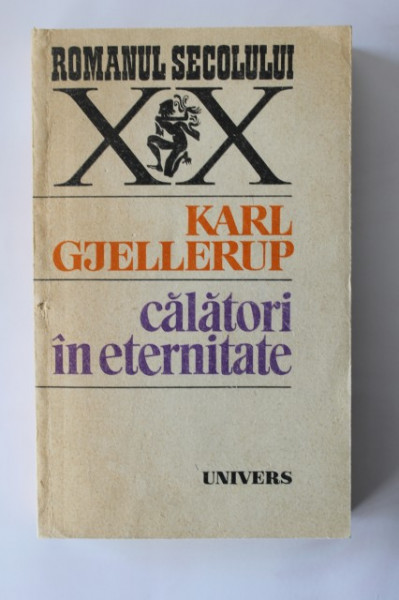 ROMANUL SECOLULUI
XX
KARL
GJELLERUP
călători
în eternitate
UNIVERS